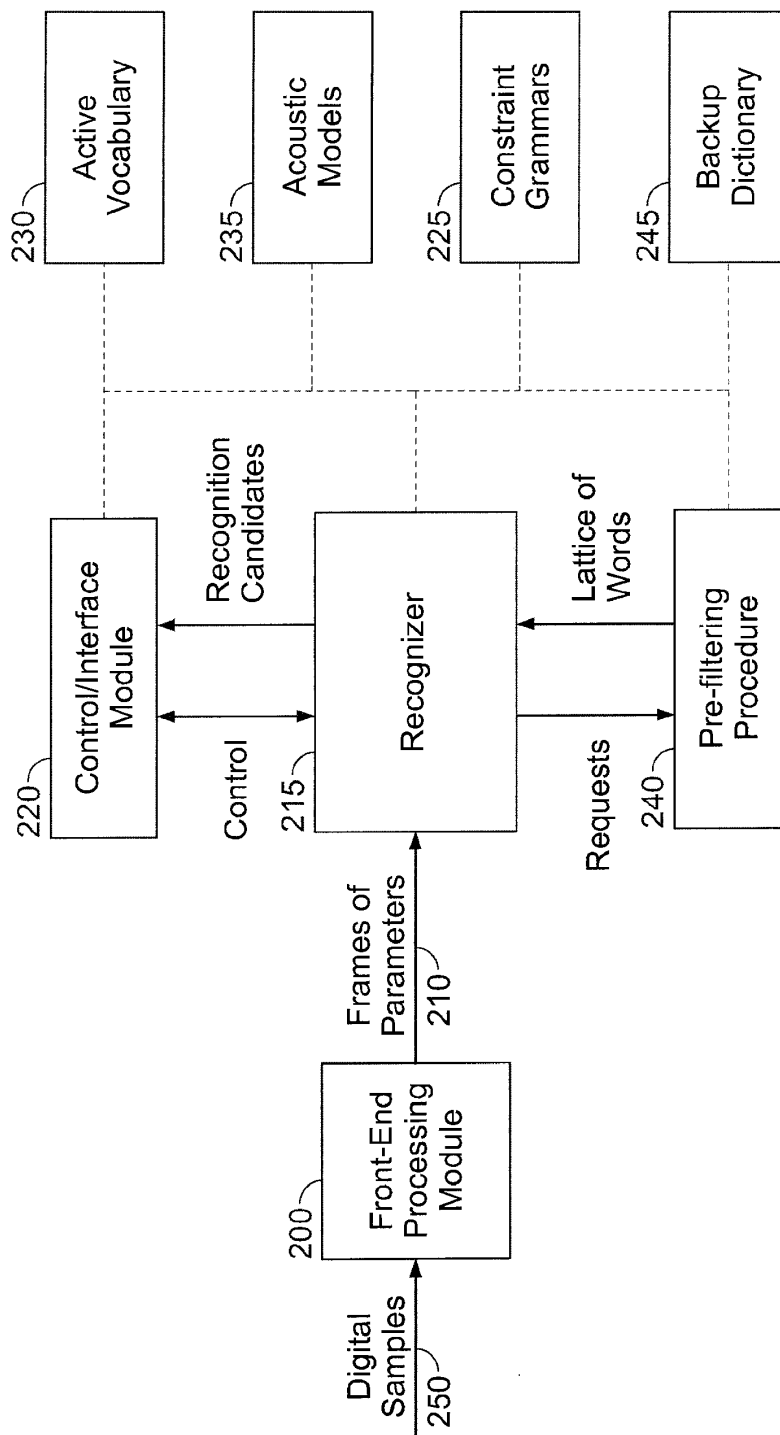 Digital
Samples
250
200
Front-End
Processing
Module
Frames of
Parameters
210
220
Control/Interface
Module
Control
Recognition
Candidates
215
Recognizer
Requests
Lattice of
Words
240
Pre-filtering
Procedure
230
Active
Vocabulary
235
Acoustic
Models
225
Constraint
Grammars
245
Backup
Dictionary